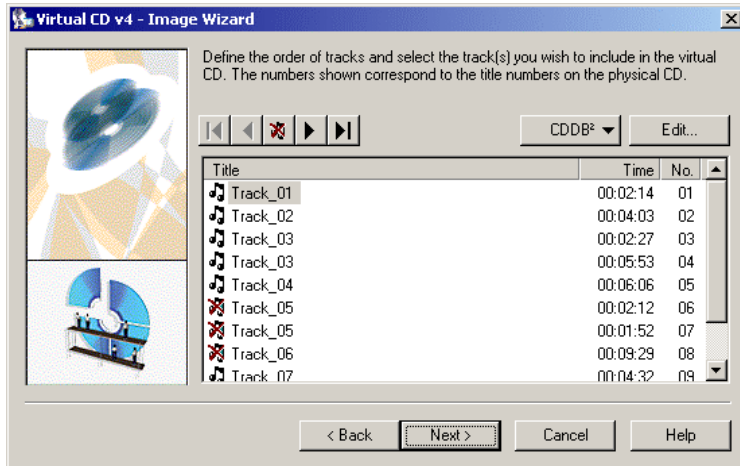 Virtual CD v4 - Image Wizard
Define the order of tracks and select the track(s) you wish to include in the virtual
CD. The numbers shown correspond to the title numbers on the physical CD.
CDDB² Edit...
Title Time No.
Track_01 00:02:14 01
Track_02 00:04:03 02
Track_03 00:02:27 03
Track_03 00:05:53 04
Track_04 00:06:06 05
Track_05 00:02:12 06
Track_05 00:01:52 07
Track_06 00:09:29 08
Track_07 00:04:32 09
< Back Next > Cancel Help